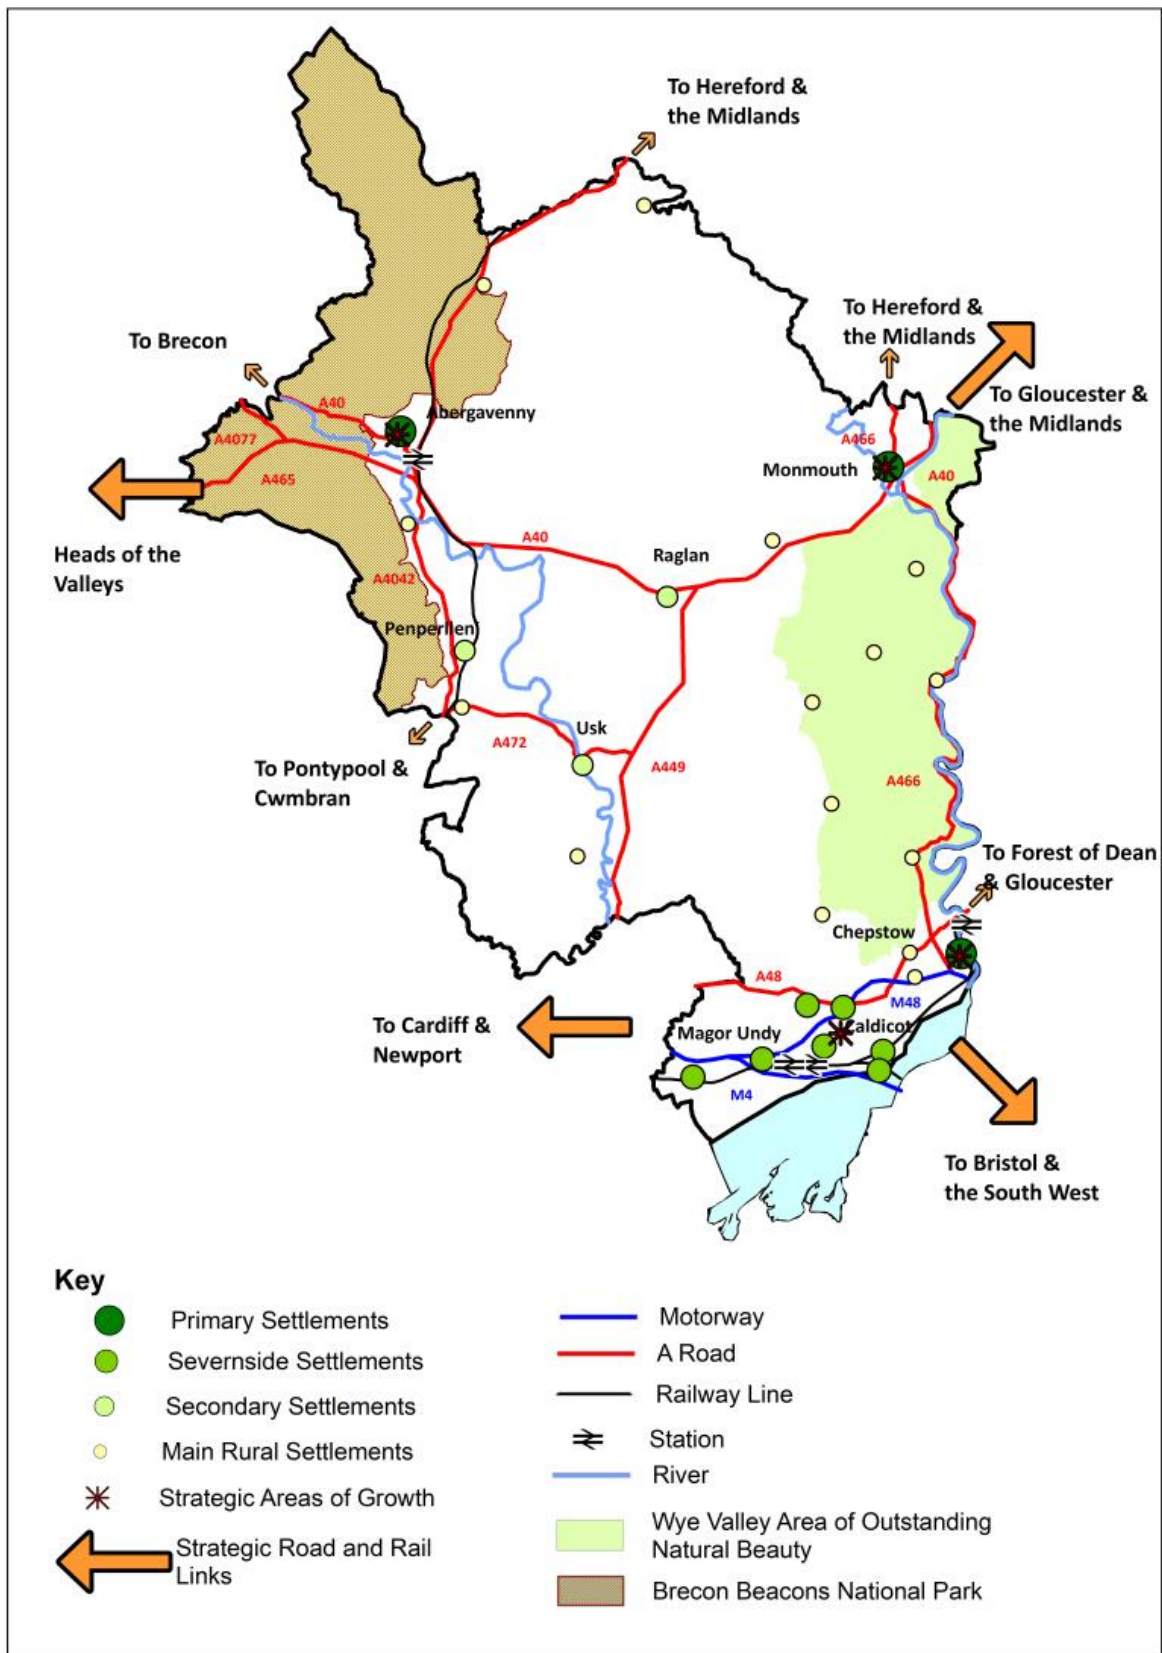 To Hereford &
the Midlands
To Hereford &
the Midlands
To Brecon
To Gloucester &
the Midlands
A40
Abergavenny
A4077
A466
A465
Monmouth
A40
Heads of the
Valleys
A40
Raglan
A4042
Penperllen
Usk
A472
A449
To Pontypool &
Cwmbran
A466
To Forest of Dean
& Gloucester
Chepstow
A48
M48
To Cardiff &
Newport
Magor Undy
Caldicot
M4
To Bristol &
the South West
Key
Primary Settlements
Severnside Settlements
Secondary Settlements
Main Rural Settlements
Strategic Areas of Growth
Strategic Road and Rail
Links
Motorway
A Road
Railway Line
Station
River
Wye Valley Area of Outstanding
Natural Beauty
Brecon Beacons National Park